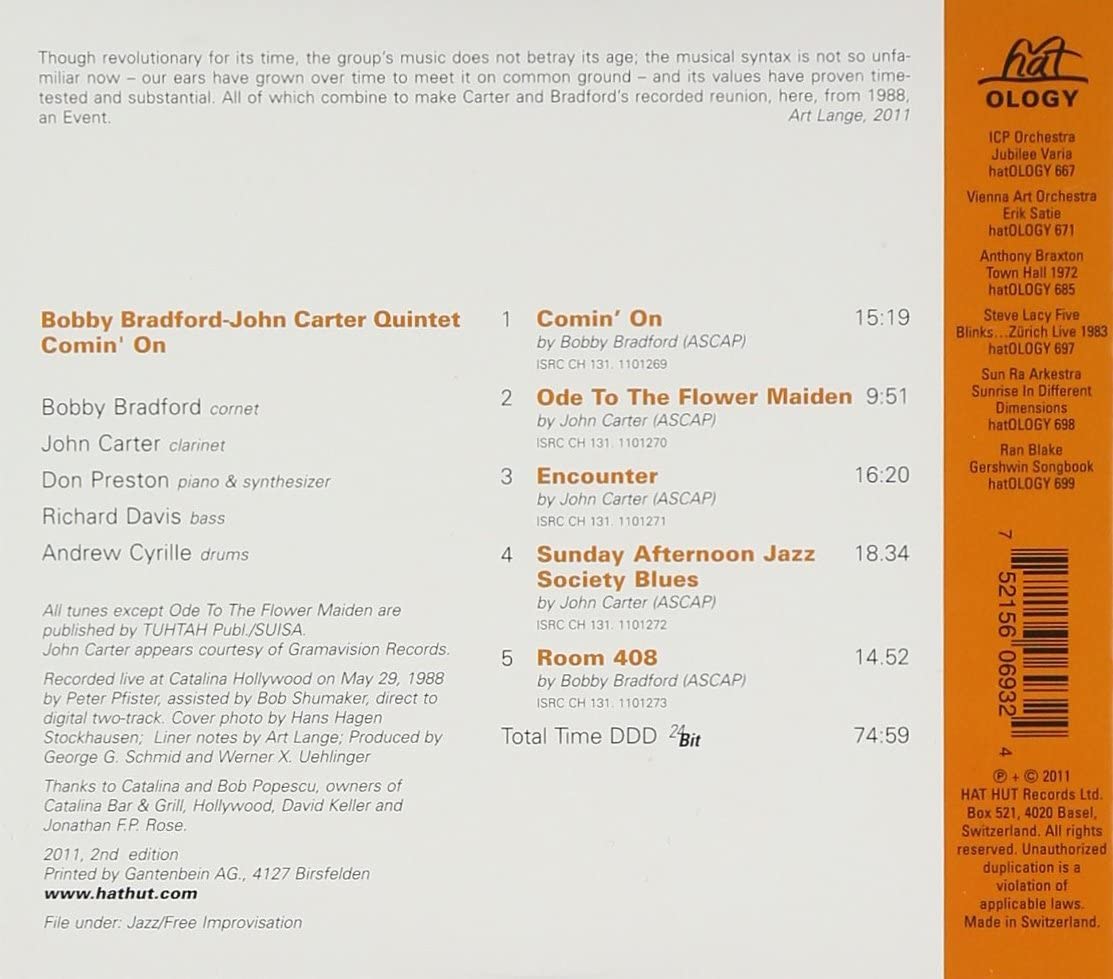 Though revolutionary for its time, the group's music does not betray its age; the musical syntax is not so unfa-
miliar now – our ears have grown over time to meet it on common ground – and its values have proven time-
tested and substantial. All of which combine to make Carter and Bradford's recorded reunion, here, from 1988,
an Event.
Art Lange, 2011
Bobby Bradford-John Carter Quintet
Comin' On
Bobby Bradford cornet
John Carter clarinet
Don Preston piano & synthesizer
Richard Davis bass
Andrew Cyrille drums
All tunes except Ode To The Flower Maiden are
published by TUHTAH Publ./SUISA.
John Carter appears courtesy of Gramavision Records.
Recorded live at Catalina Hollywood on May 29, 1988
by Peter Pfister, assisted by Bob Shumaker, direct to
digital two-track. Cover photo by Hans Hagen
Stockhausen; Liner notes by Art Lange; Produced by
George G. Schmid and Werner X. Uehlinger
Thanks to Catalina and Bob Popescu, owners of
Catalina Bar & Grill, Hollywood, David Keller and
Jonathan F.P. Rose.
2011, 2nd edition
Printed by Gantenbein AG., 4127 Birsfelden
www.hathut.com
File under: Jazz/Free Improvisation
1 Comin' On 15:19
by Bobby Bradford (ASCAP)
ISRC CH 131. 1101269
2 Ode To The Flower Maiden 9:51
by John Carter (ASCAP)
ISRC CH 131. 1101270
3 Encounter 16:20
by John Carter (ASCAP)
ISRC CH 131. 1101271
4 Sunday Afternoon Jazz 18.34
Society Blues
by John Carter (ASCAP)
ISRC CH 131. 1101272
5 Room 408 14.52
by Bobby Bradford (ASCAP)
ISRC CH 131. 1101273
Total Time DDD 24Bit 74:59
hat
OLOGY
ICP Orchestra
Jubilee Varia
hatOLOGY 667
Vienna Art Orchestra
Erik Satie
hatOLOGY 671
Anthony Braxton
Town Hall 1972
hatOLOGY 685
Steve Lacy Five
Blinks...Zürich Live 1983
hatOLOGY 697
Sun Ra Arkestra
Sunrise In Different
Dimensions
hatOLOGY 698
Ran Blake
Gershwin Songbook
hatOLOGY 699
7 52156 06932 4
℗ + © 2011
HAT HUT Records Ltd.
Box 521, 4020 Basel,
Switzerland. All rights
reserved. Unauthorized
duplication is a
violation of
applicable laws.
Made in Switzerland.